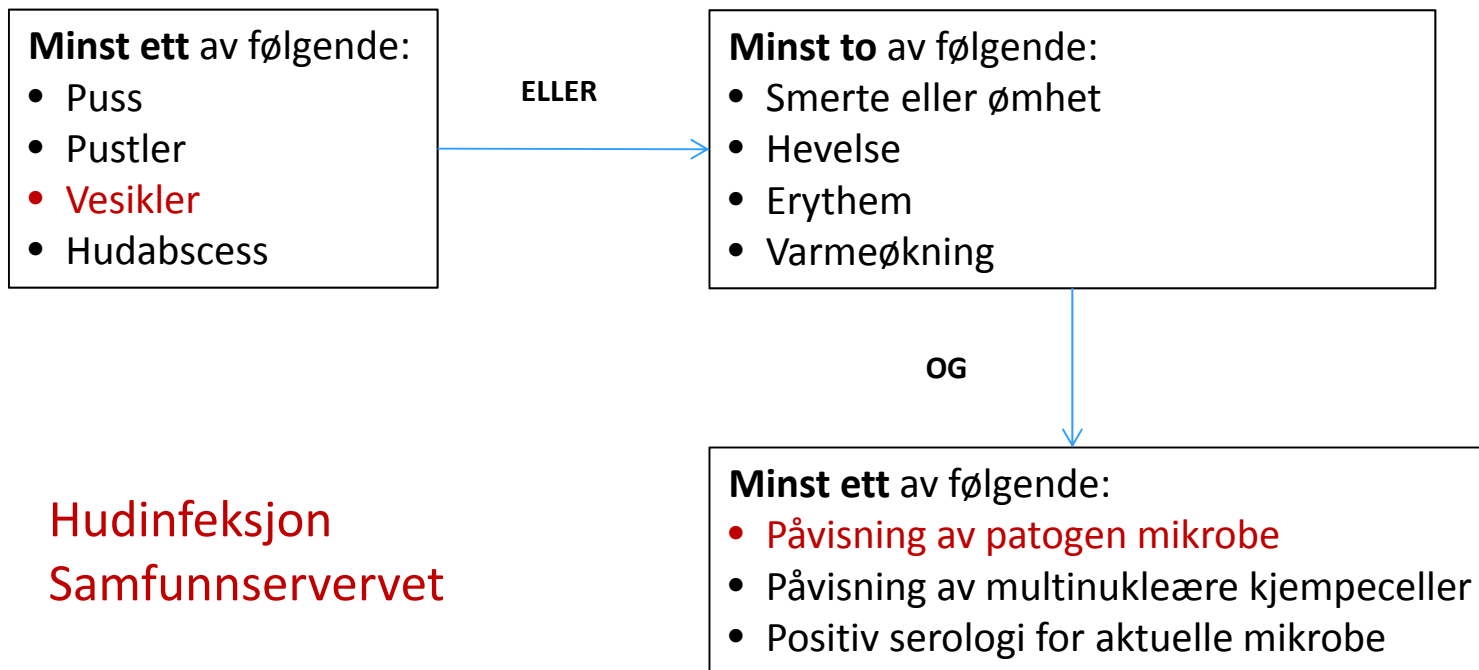 Minst ett av følgende:
• Puss
• Pustler
• Vesikler
• Hudabscess
ELLER
Minst to av følgende:
• Smerte eller ømhet
• Hevelse
• Erythem
• Varmeøkning
OG
Minst ett av følgende:
• Påvisning av patogen mikrobe
• Påvisning av multinukleære kjempeceller
• Positiv serologi for aktuelle mikrobe
Hudinfeksjon
Samfunnservervet